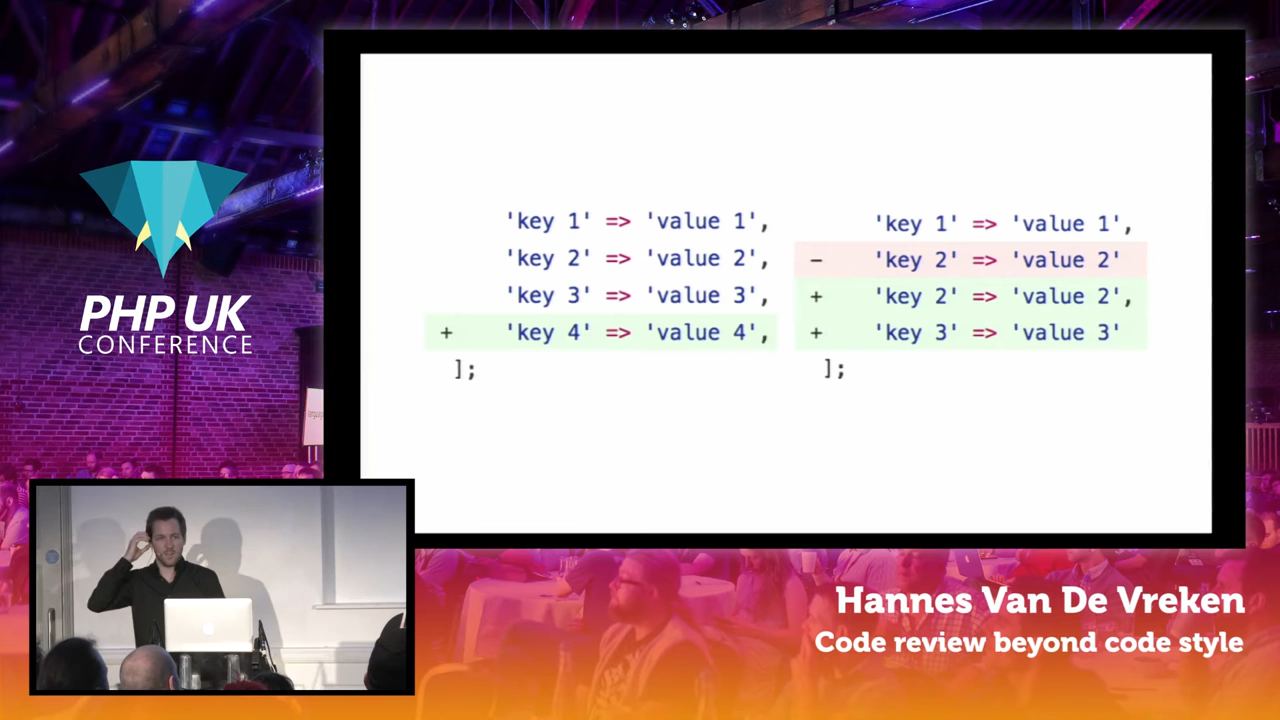 PHP UK
CONFERENCE
'key 1' => 'value 1',
'key 2' => 'value 2',
'key 3' => 'value 3',
+ 'key 4' => 'value 4',
];
'key 1' => 'value 1',
- 'key 2' => 'value 2'
+ 'key 2' => 'value 2',
+ 'key 3' => 'value 3'
];
Hannes Van De Vreken
Code review beyond code style